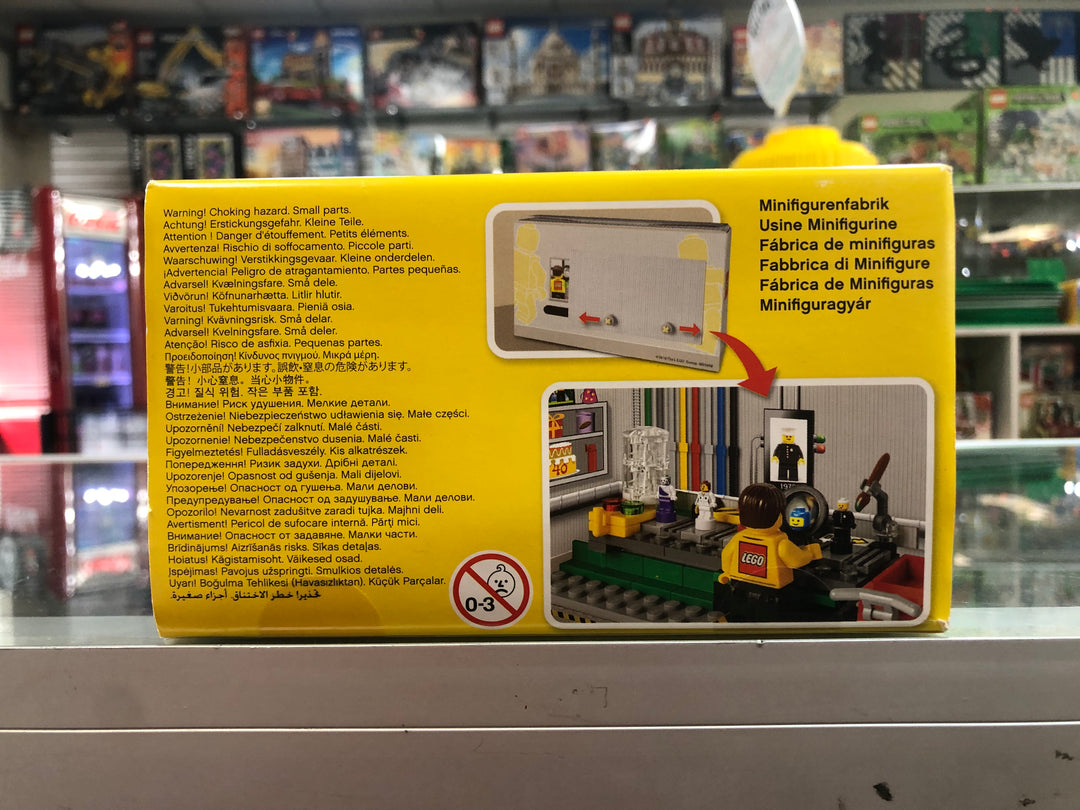 Warning! Choking hazard. Small parts.
Achtung! Erstickungsgefahr. Kleine Teile.
Attention ! Danger d'étouffement. Petits éléments.
Avvertenza! Rischio di soffocamento. Piccole parti.
Waarschuwing! Verstikkingsgevaar. Kleine onderdelen.
¡Advertencia! Peligro de atragantamiento. Partes pequeñas.
Advarsel! Kvælningsfare. Små dele.
Viðvörun! Köfnunarhætta. Litlir hlutir.
Varoitus! Tukehtumisvaara. Pieniä osia.
Varning! Kvävningsrisk. Små delar.
Advarsel! Kvelningsfare. Små deler.
Atenção! Risco de asfixia. Pequenas partes.
Προειδοποίηση! Κίνδυνος πνιγμού. Μικρά μέρη.
警告!小部品があります。誤飲・窒息の危険があります。
警告! 小心窒息。当心小物件。
경고! 질식 위험. 작은 부품 포함.
Внимание! Риск удушения. Мелкие детали.
Ostrzeżenie! Niebezpieczeństwo udławienia się. Małe części.
Upozornění! Nebezpečí zalknutí. Malé části.
Upozornenie! Nebezpečenstvo dusenia. Malé časti.
Figyelmeztetés! Fulladásveszély. Kis alkatrészek.
Попередження! Ризик задухи. Дрібні деталі.
Upozorenje! Opasnost od gušenja. Mali dijelovi.
Упозорење! Опасност од гушења. Мали делови.
Предупредување! Опасност од задушување. Мали делови.
Opozorilo! Nevarnost zadušitve zaradi tujka. Majhni deli.
Avertisment! Pericol de sufocare internă. Părți mici.
Внимание! Опасност от задавяне. Малки части.
Brīdinājums! Aizrīšanās risks. Sīkas detaļas.
Hoiatus! Kägistamisoht. Väikesed osad.
Įspėjimas! Pavojus užspringti. Smulkios detalės.
Uyarı! Boğulma Tehlikesi (Havasızlıktan). Küçük Parçalar.
تحذير! خطر الاختناق. أجزاء صغيرة.
0-3
Minifigurenfabrik
Usine Minifigurine
Fábrica de minifiguras
Fabbrica di Minifigure
Fábrica de Minifiguras
Minifiguragyár
40
LEGO